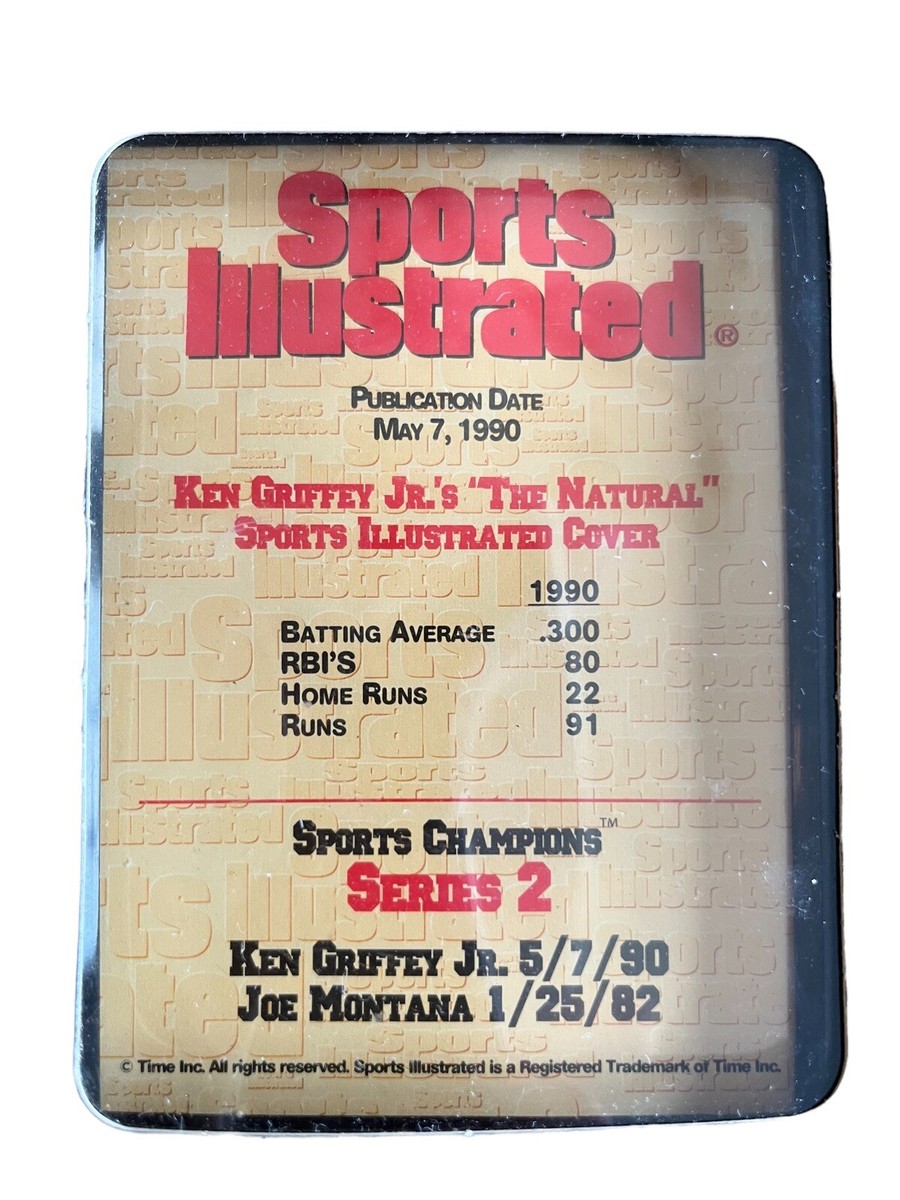 Sports
Illustrated®
PUBLICATION DATE
MAY 7, 1990
KEN GRIFFEY JR.'S "THE NATURAL"
SPORTS ILLUSTRATED COVER
1990
BATTING AVERAGE .300
RBI'S 80
HOME RUNS 22
RUNS 91
SPORTS CHAMPIONS™
SERIES 2
KEN GRIFFEY JR. 5/7/90
JOE MONTANA 1/25/82
© Time Inc. All rights reserved. Sports Illustrated is a Registered Trademark of Time Inc.